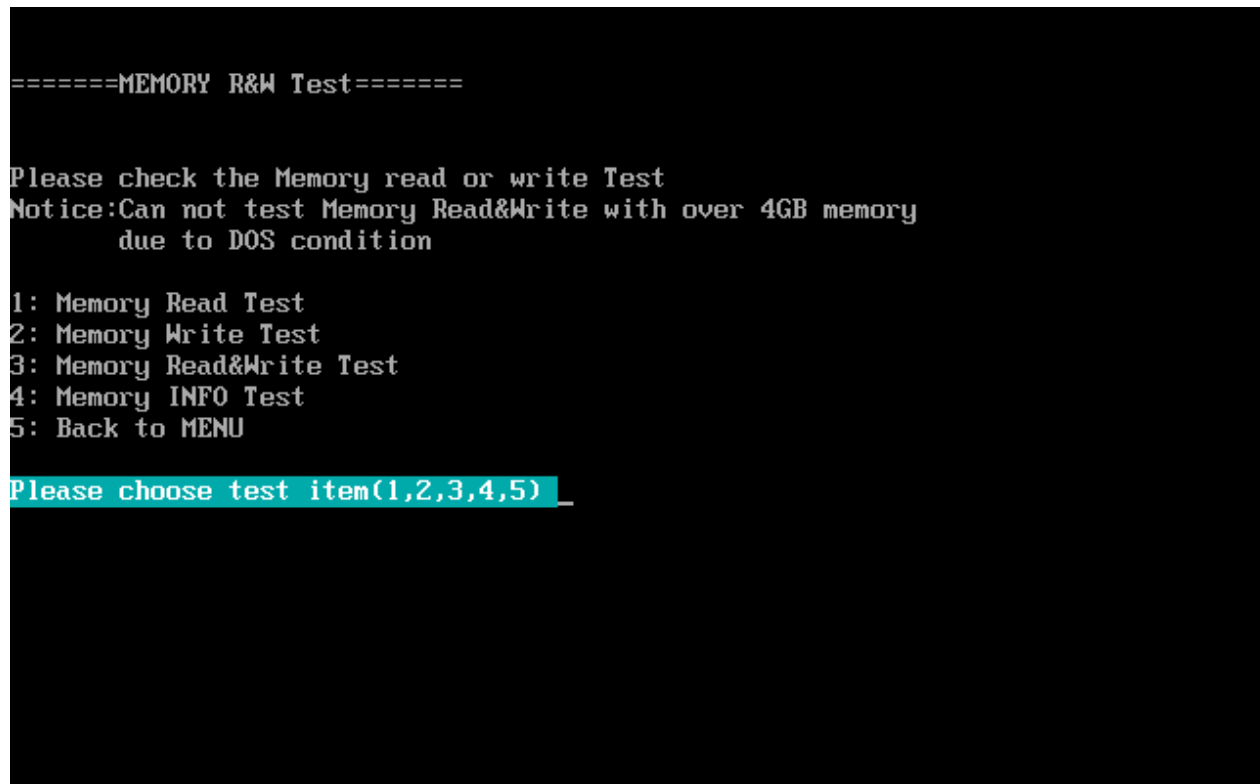 =======MEMORY R&W Test=======
Please check the Memory read or write Test
Notice:Can not test Memory Read&Write with over 4GB memory
due to DOS condition
1: Memory Read Test
2: Memory Write Test
3: Memory Read&Write Test
4: Memory INFO Test
5: Back to MENU
Please choose test item(1,2,3,4,5) _